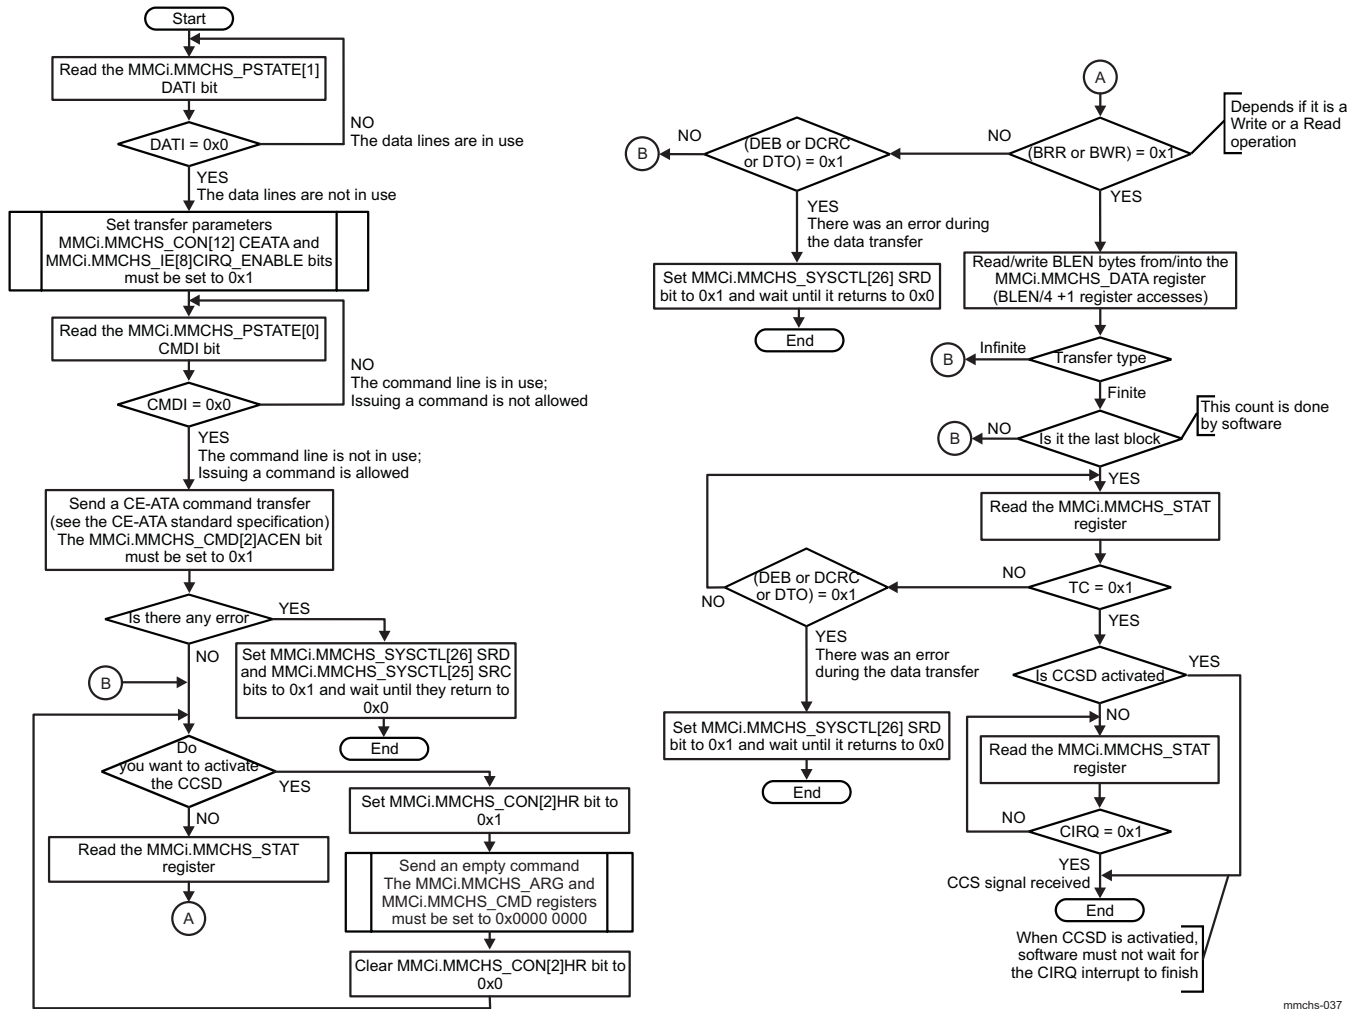 Start
Read the MMCi.MMCHS_PSTATE[1]
DATI bit
NO
The data lines are in use
DATI = 0x0
YES
The data lines are not in use
Set transfer parameters
MMCi.MMCHS_CON[12] CEATA and
MMCi.MMCHS_IE[8]CIRQ_ENABLE bits
must be set to 0x1
Read the MMCi.MMCHS_PSTATE[0]
CMDI bit
NO
The command line is in use;
Issuing a command is not allowed
CMDI = 0x0
YES
The command line is not in use;
Issuing a command is allowed
Send a CE-ATA command transfer
(see the CE-ATA standard specification)
The MMCi.MMCHS_CMD[2]ACEN bit
must be set to 0x1
Is there any error
YES
NO
Set MMCi.MMCHS_SYSCTL[26] SRD
and MMCi.MMCHS_SYSCTL[25] SRC
bits to 0x1 and wait until they return to
0x0
End
B
Do
you want to activate
the CCSD
YES
NO
Read the MMCi.MMCHS_STAT
register
A
Set MMCi.MMCHS_CON[2]HR bit to
0x1
Send an empty command
The MMCi.MMCHS_ARG and
MMCi.MMCHS_CMD registers
must be set to 0x0000 0000
Clear MMCi.MMCHS_CON[2]HR bit to
0x0
A
Depends if it is a
Write or a Read
operation
(BRR or BWR) = 0x1
NO
YES
(DEB or DCRC
or DTO) = 0x1
NO
B
YES
There was an error during
the data transfer
Set MMCi.MMCHS_SYSCTL[26] SRD
bit to 0x1 and wait until it returns to 0x0
End
Read/write BLEN bytes from/into the
MMCi.MMCHS_DATA register
(BLEN/4 +1 register accesses)
Transfer type
Infinite
B
Finite
This count is done
by software
Is it the last block
NO
B
YES
Read the MMCi.MMCHS_STAT
register
TC = 0x1
NO
YES
(DEB or DCRC
or DTO) = 0x1
NO
YES
There was an error
during the data transfer
Set MMCi.MMCHS_SYSCTL[26] SRD
bit to 0x1 and wait until it returns to 0x0
End
Is CCSD activated
YES
NO
Read the MMCi.MMCHS_STAT
register
CIRQ = 0x1
NO
YES
CCS signal received
End
When CCSD is activatied,
software must not wait for
the CIRQ interrupt to finish
mmchs-037